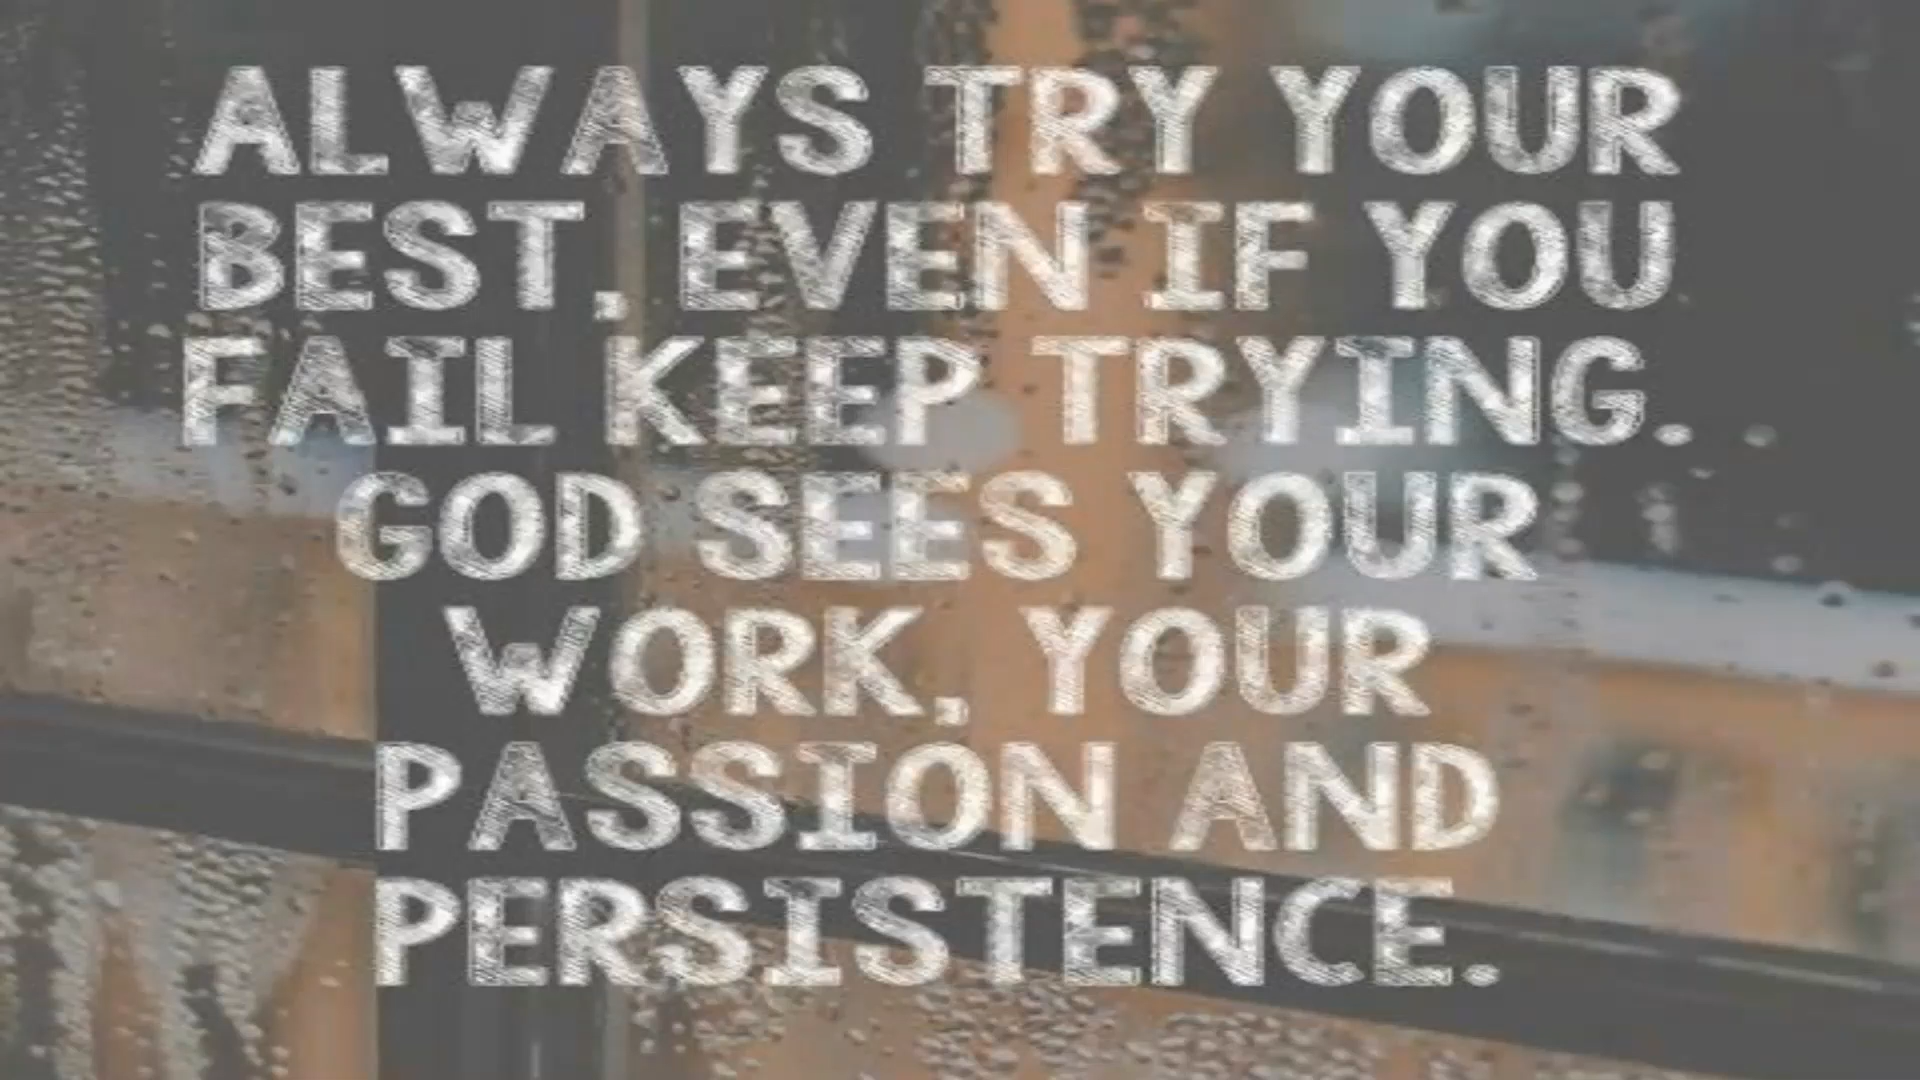 ALWAYS TRY YOUR
BEST, EVEN IF YOU
FAIL KEEP TRYING.
GOD SEES YOUR
WORK, YOUR
PASSION AND
PERSISTENCE.